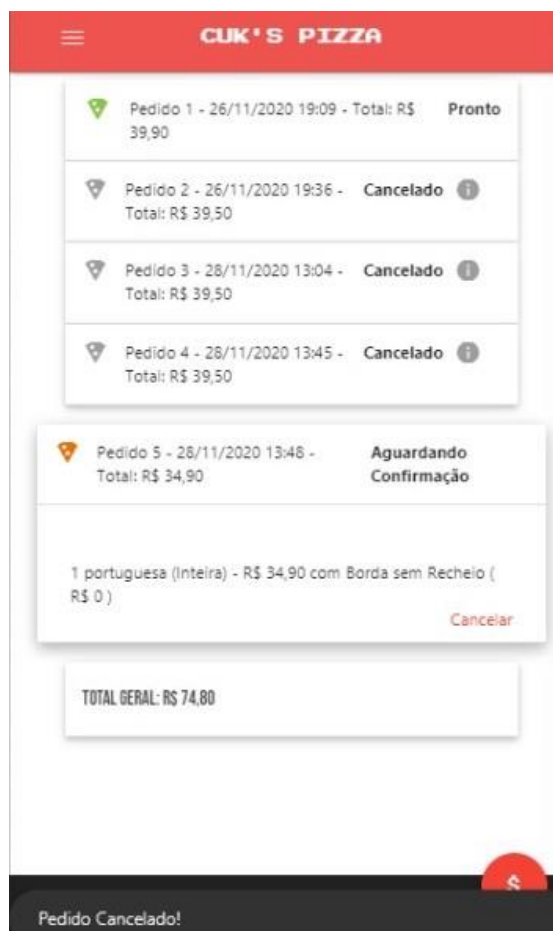 CUK'S PIZZA
Pedido 1 - 26/11/2020 19:09 - Total: R$ Pronto
39,90
Pedido 2 - 26/11/2020 19:36 - Cancelado
Total: R$ 39,50
Pedido 3 - 28/11/2020 13:04 - Cancelado
Total: R$ 39,50
Pedido 4 - 28/11/2020 13:45 - Cancelado
Total: R$ 39,50
Pedido 5 - 28/11/2020 13:48 - Aguardando
Total: R$ 34,90 Confirmação
1 portuguesa (Inteira) - R$ 34,90 com Borda sem Recheio (
R$ 0 )
Cancelar
TOTAL GERAL: R$ 74,80
$
Pedido Cancelado!